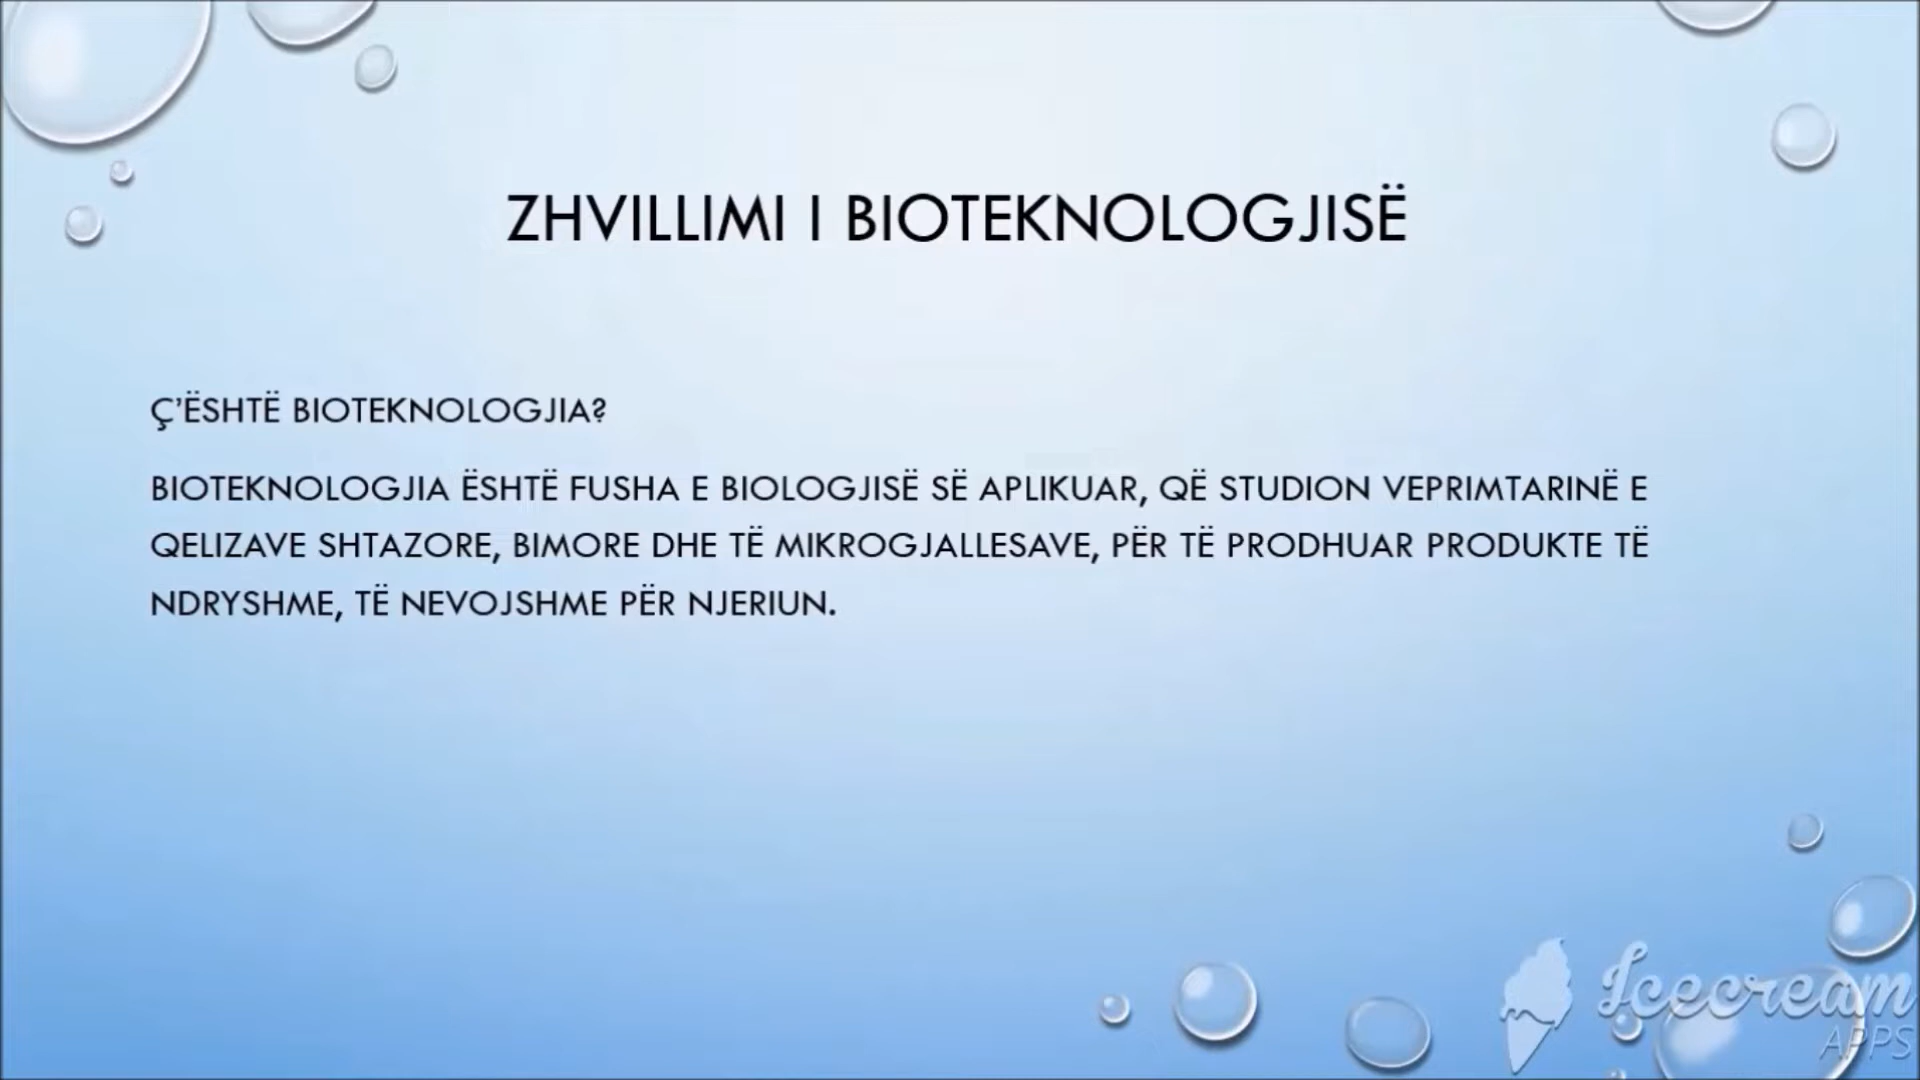 ZHVILLIMI I BIOTEKNOLOGJISË
Ç'ËSHTË BIOTEKNOLOGJIA?
BIOTEKNOLOGJIA ËSHTË FUSHA E BIOLOGJISË SË APLIKUAR, QË STUDION VEPRIMTARINË E
QELIZAVE SHTAZORE, BIMORE DHE TË MIKROGJALLESAVE, PËR TË PRODHUAR PRODUKTE TË
NDRYSHME, TË NEVOJSHME PËR NJERIUN.
Icecream
APPS